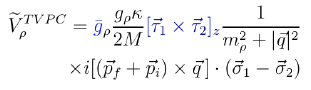 $\widetilde{V}_{\rho}^{TVPC} = \bar{g}_{\rho} \frac{g_{\rho}\kappa}{2M} [\vec{\tau}_1 \times \vec{\tau}_2]_z \frac{1}{m_{\rho}^2 + |\vec{q}|^2}$
$\times i[(\vec{p}_f + \vec{p}_i) \times \vec{q}\,] \cdot (\vec{\sigma}_1 - \vec{\sigma}_2)$